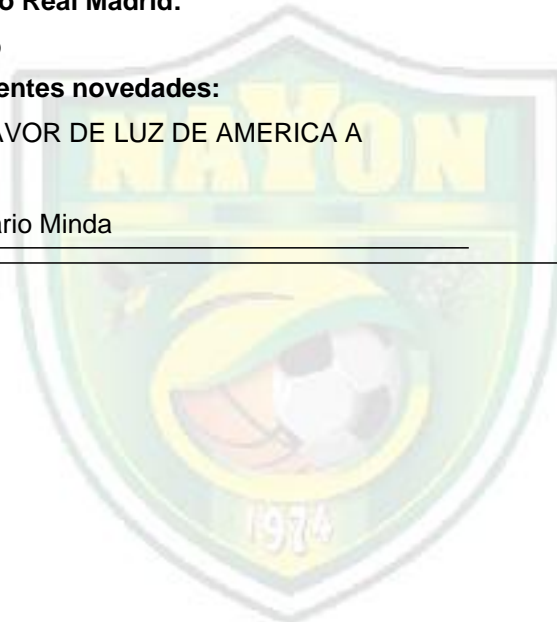 o Real Madrid:
entes novedades:
AVOR DE LUZ DE AMERICA A
ario Minda
NAYON
1974